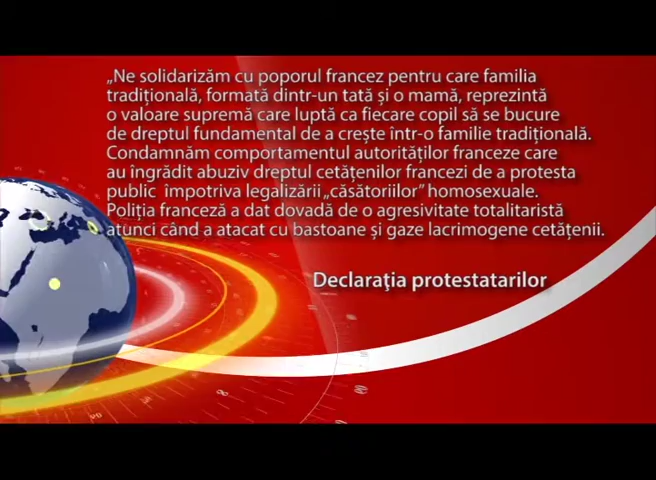 „Ne solidarizăm cu poporul francez pentru care familia
tradițională, formată dintr-un tată și o mamă, reprezintă
o valoare supremă care luptă ca fiecare copil să se bucure
de dreptul fundamental de a crește într-o familie tradițională.
Condamnăm comportamentul autorităților franceze care
au îngrădit abuziv dreptul cetățenilor francezi de a protesta
public împotriva legalizării „căsătoriilor” homosexuale.
Poliția franceză a dat dovadă de o agresivitate totalitaristă
atunci când a atacat cu bastoane și gaze lacrimogene cetățenii.
Declaraţia protestatarilor